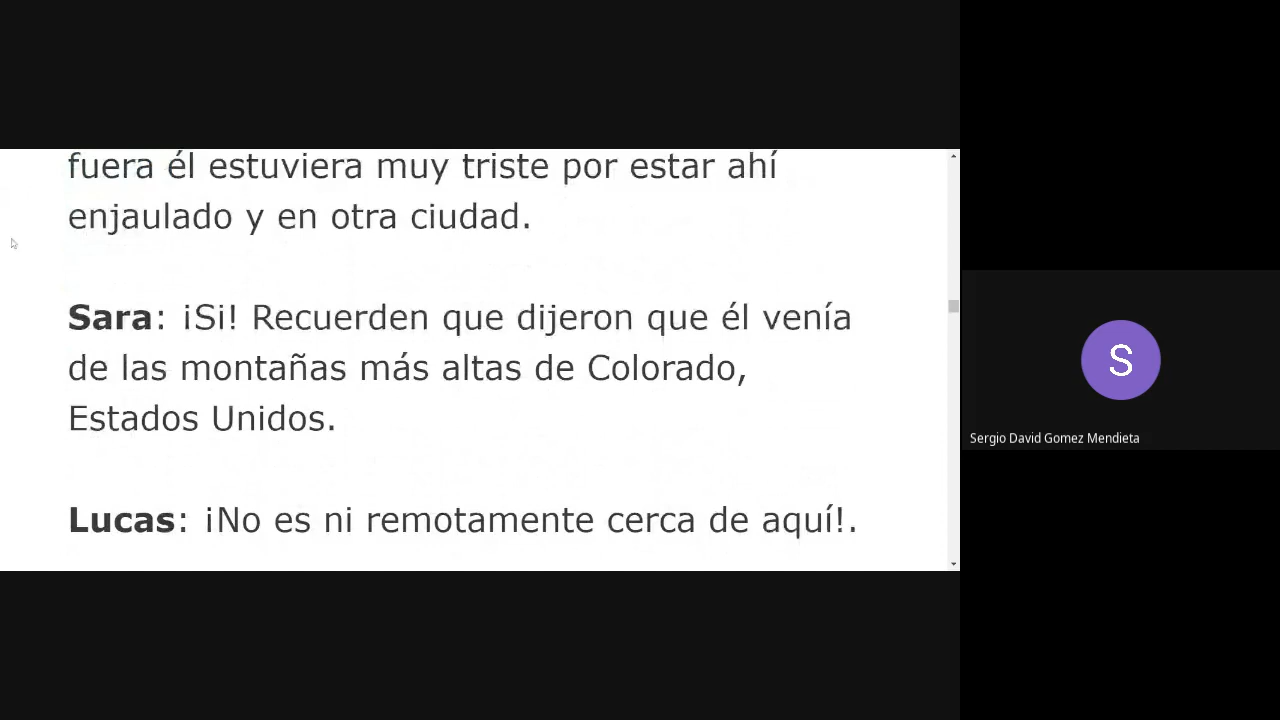 fuera él estuviera muy triste por estar ahí
enjaulado y en otra ciudad.
Sara: ¡Si! Recuerden que dijeron que él venía
de las montañas más altas de Colorado,
Estados Unidos.
Lucas: ¡No es ni remotamente cerca de aquí!.
S
Sergio David Gomez Mendieta